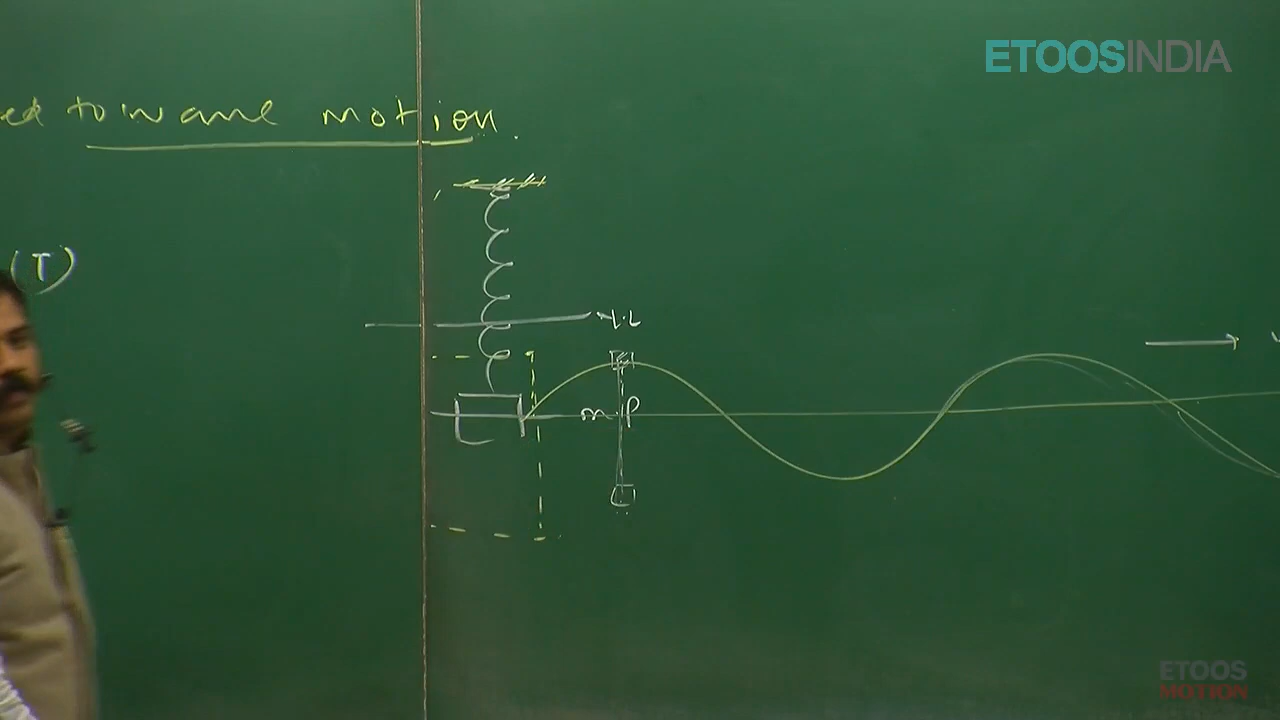 ETOOSINDIA
ed to wave motion.
(T)
N.L
m P
ETOOS
MOTION